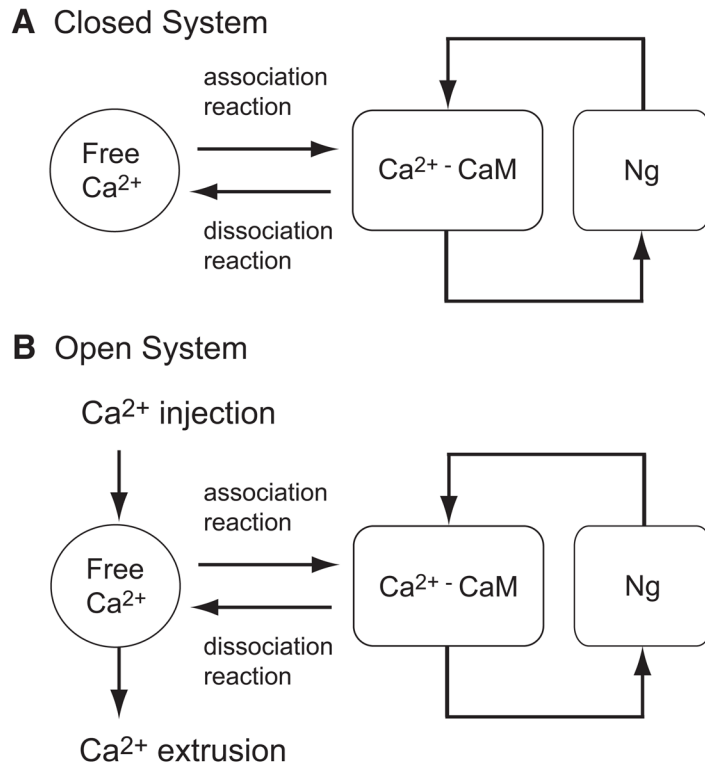 A Closed System
association
reaction
Free
Ca²⁺
Ca²⁺ - CaM
Ng
dissociation
reaction
B Open System
Ca²⁺ injection
association
reaction
Free
Ca²⁺
Ca²⁺ - CaM
Ng
dissociation
reaction
Ca²⁺ extrusion